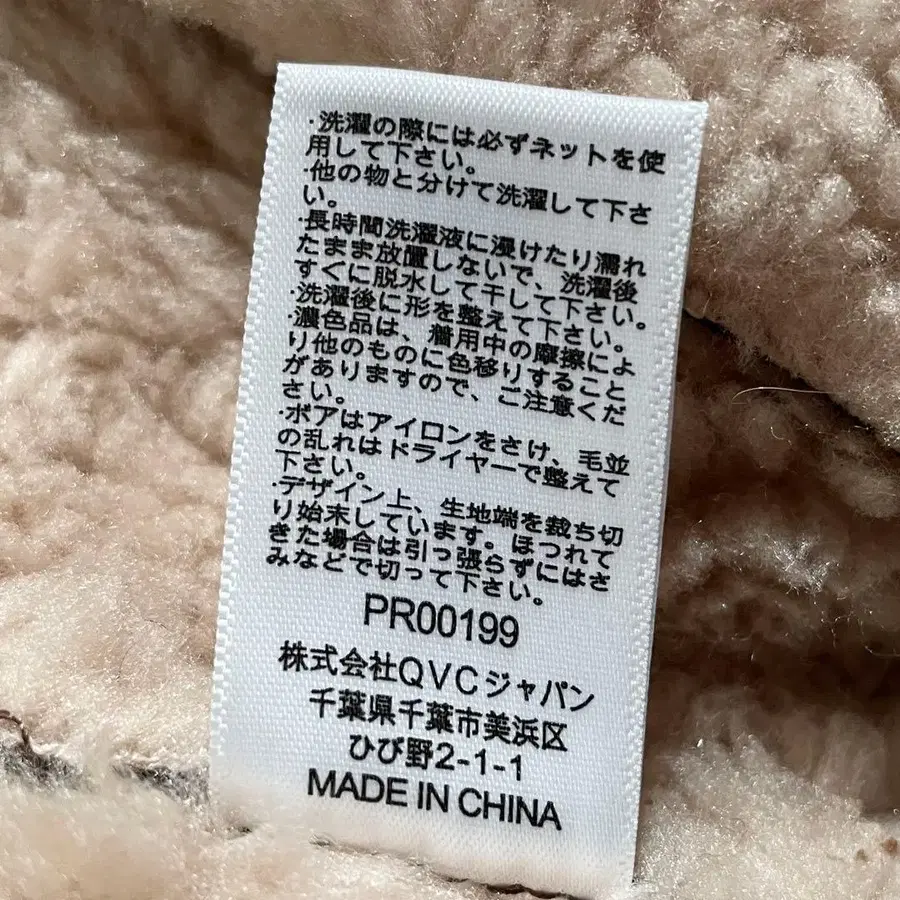 ・洗濯の際には必ずネットを使
用して下さい。
・他の物と分けて洗濯して下さ
い。
・長時間洗濯液に浸けたり濡れ
たまま放置しないで、洗濯後
すぐに脱水して干して下さい。
・洗濯後に形を整えて下さい。
・濃色品は、着用中の摩擦によ
り他のものに色移りすること
がありますので、ご注意くだ
さい。
・ボアはアイロンをさけ、毛並
の乱れはドライヤーで整えて
下さい。
・デザイン上、生地端を裁ち切
り始末しています。ほつれて
きた場合は引っ張らずにはさ
みなどで切って下さい。
PR00199
株式会社QVCジャパン
千葉県千葉市美浜区
ひび野2-1-1
MADE IN CHINA